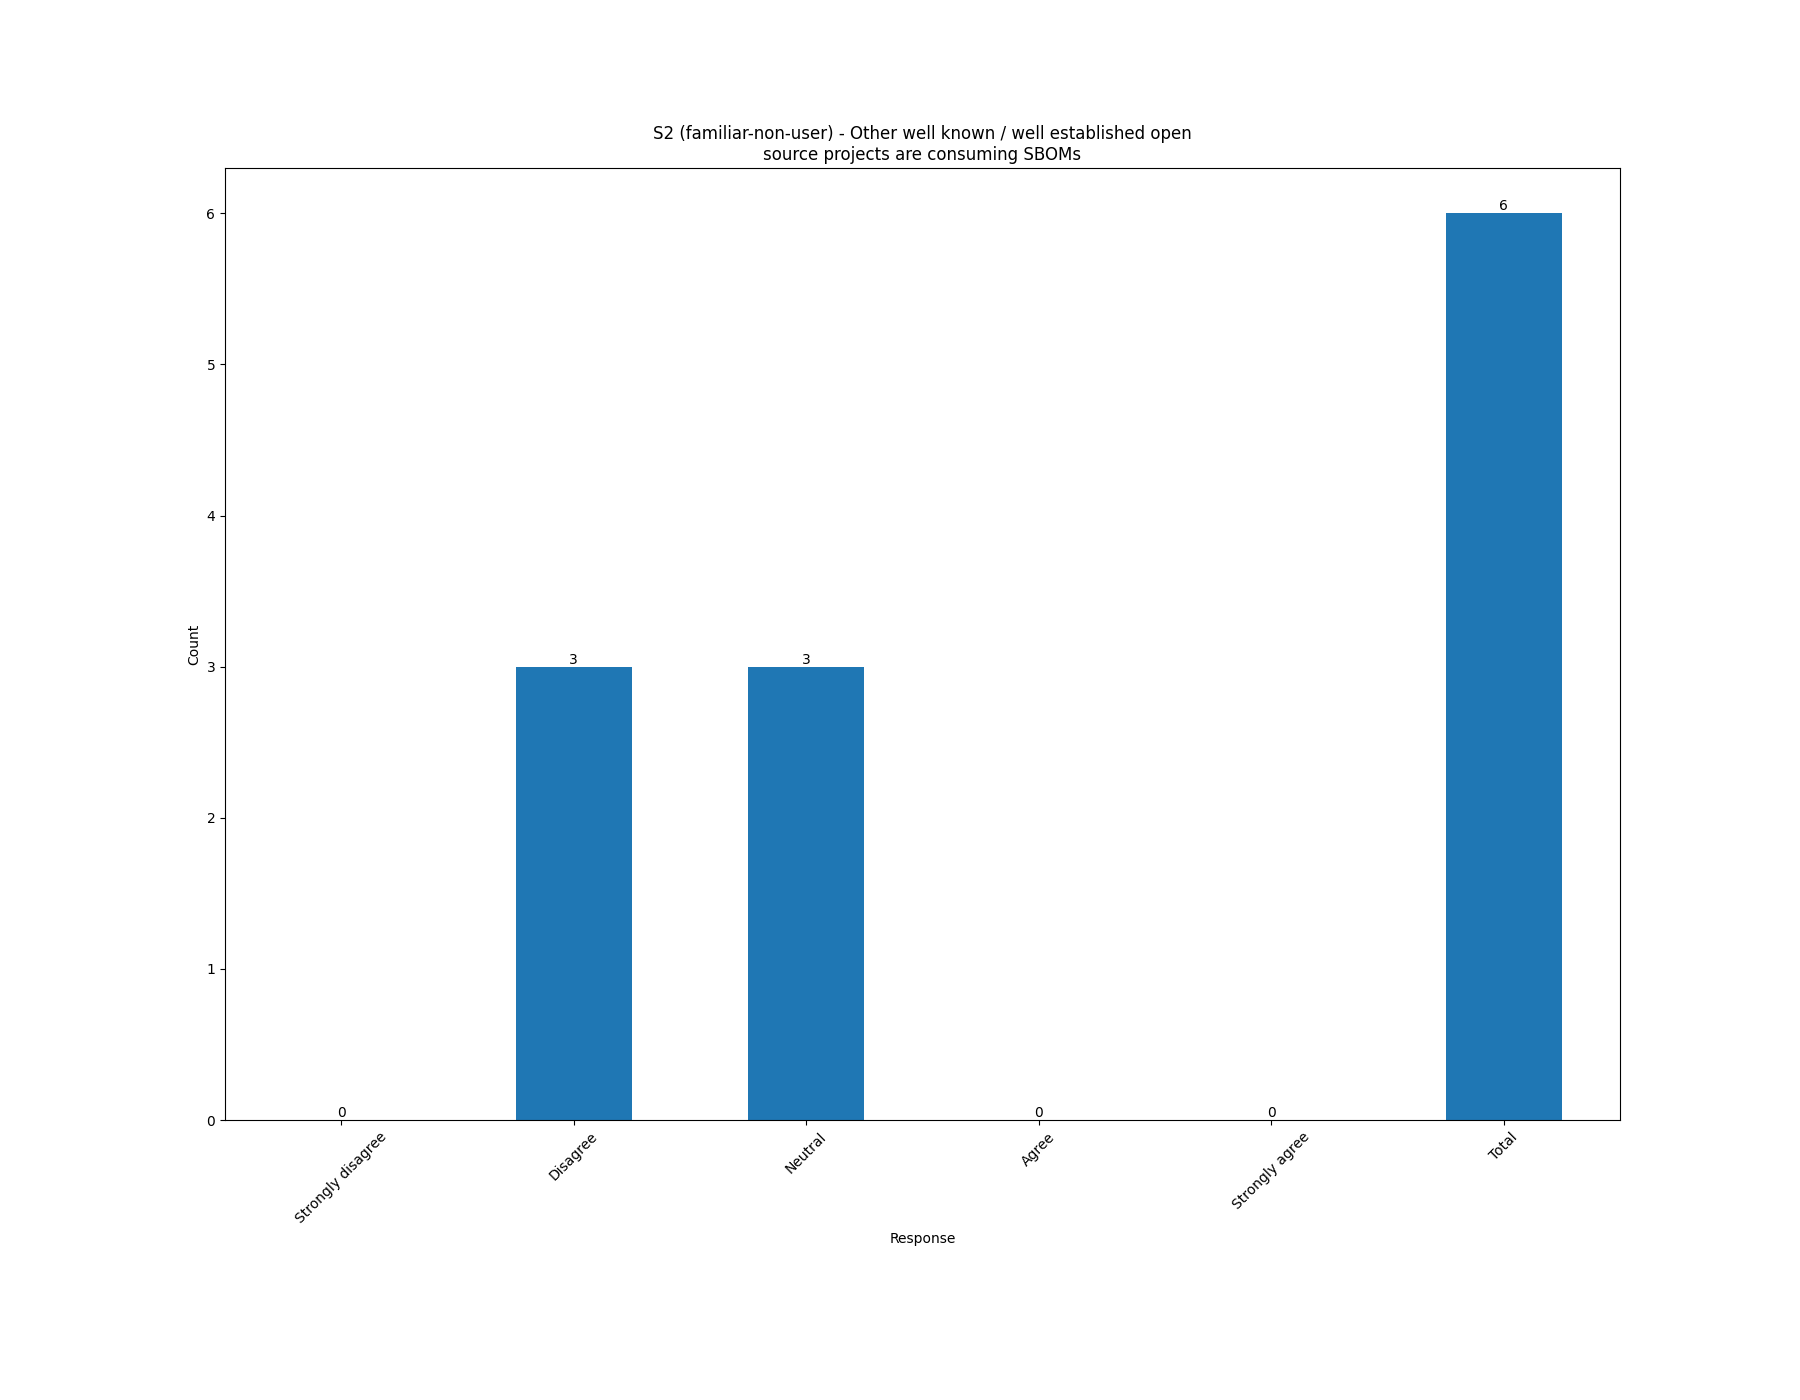 S2 (familiar-non-user) - Other well known / well established open
source projects are consuming SBOMs
Count
6
5
4
3
2
1
0
0
3
3
0
0
6
Strongly disagree
Disagree
Neutral
Agree
Strongly agree
Total
Response